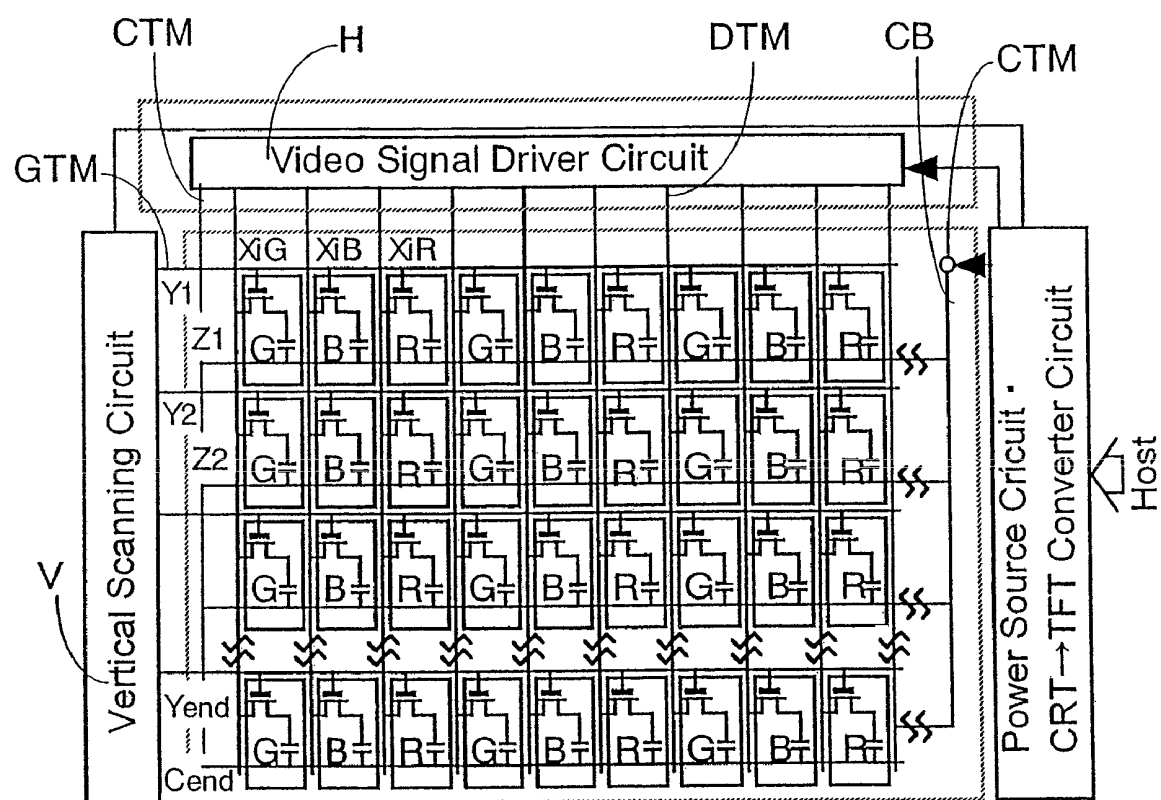 CTM
H
DTM
CB
CTM
GTM
Video Signal Driver Circuit
XiG XiB XiR
Y1
Z1
G B R G B R G B R
Y2
Z2
G B R G B R G B R
G B R G B R G B R
Yend
G B R G B R G B R
Cend
V
Vertical Scanning Circuit
Power Source Cricuit ·
CRT→TFT Converter Circuit
Host